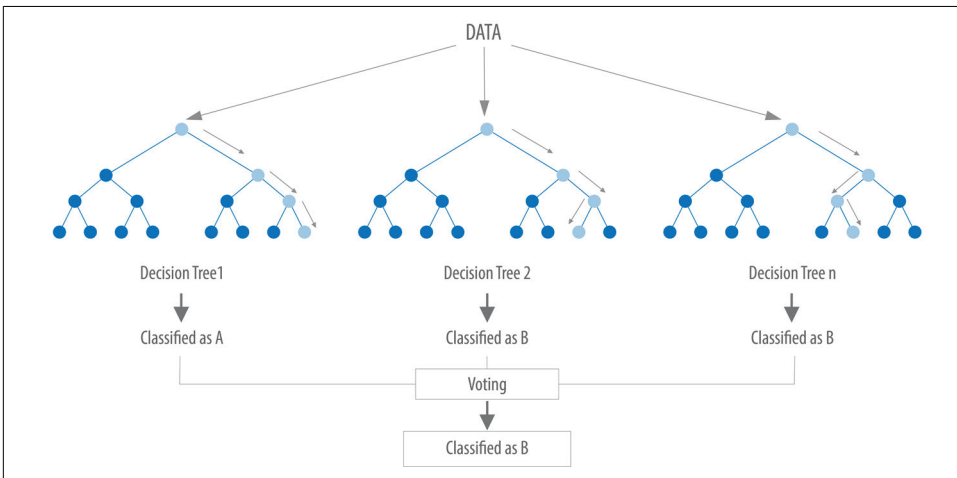 DATA
Decision Tree1
Decision Tree 2
Decision Tree n
Classified as A
Classified as B
Classified as B
Voting
Classified as B